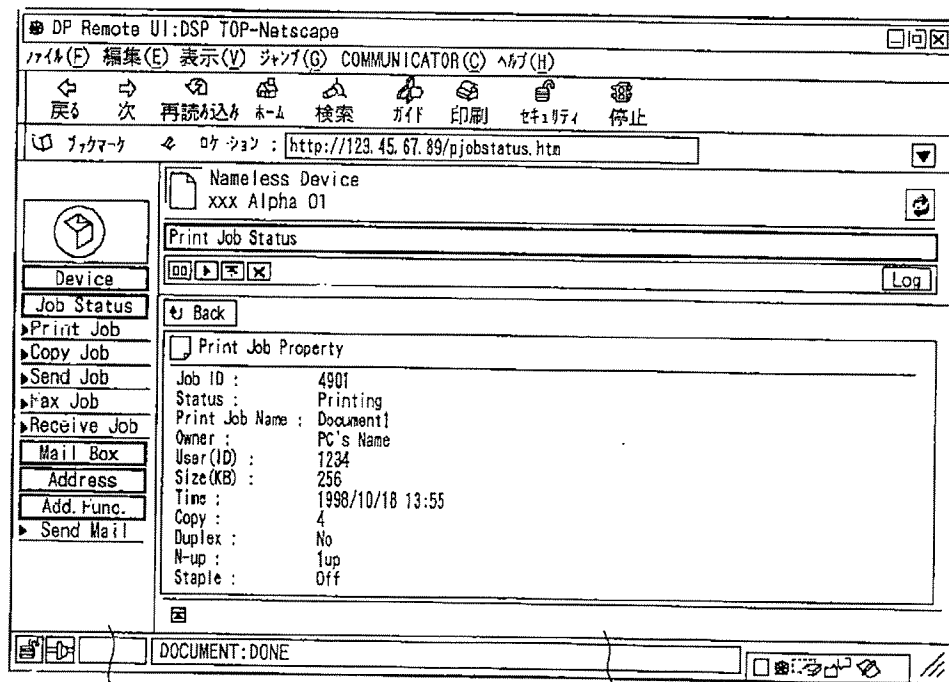 DP Remote UI:DSP TOP-Netscape
ファイル(F) 編集(E) 表示(V) ジャンプ(G) COMMUNICATOR(C) ヘルプ(H)
戻る 次 再読み込み ホーム 検索 ガイド 印刷 セキュリティ 停止
ブックマーク ロケーション : http://123.45.67.89/pjobstatus.htm
Nameless Device
xxx Alpha 01
Print Job Status
Log
Device
Job Status
Print Job
Copy Job
Send Job
Fax Job
Receive Job
Mail Box
Address
Add.Func.
Send Mail
Back
Print Job Property
Job ID : 4901
Status : Printing
Print Job Name : Document1
Owner : PC's Name
User(ID) : 1234
Size(KB) : 256
Time : 1998/10/18 13:55
Copy : 4
Duplex : No
N-up : 1up
Staple : Off
DOCUMENT:DONE